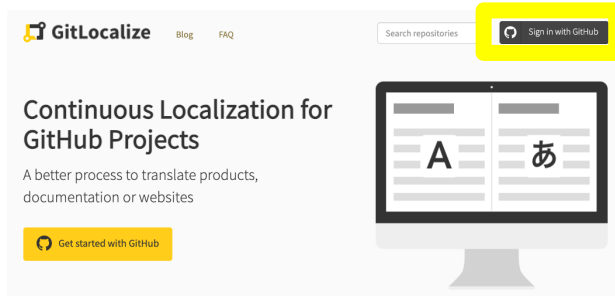 GitLocalize Blog FAQ Search repositories Sign in with GitHub
Continuous Localization for
GitHub Projects
A better process to translate products,
documentation or websites
Get started with GitHub
A あ